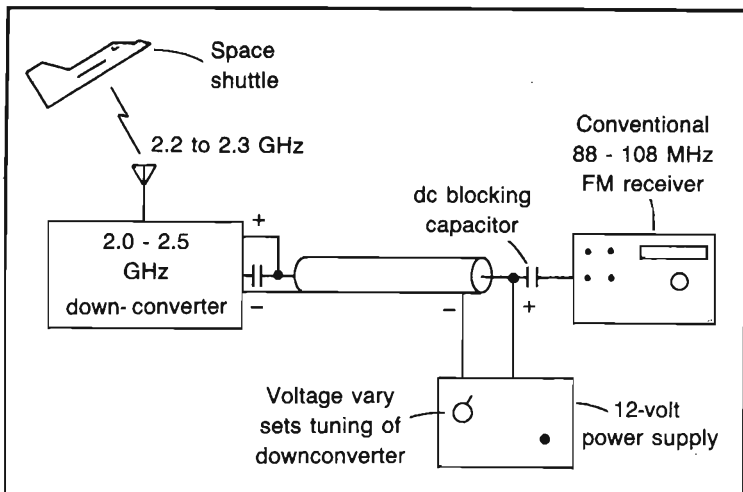 Space
shuttle
2.2 to 2.3 GHz
Conventional
88 - 108 MHz
FM receiver
dc blocking
capacitor
+
2.0 - 2.5
GHz
down-converter
−
−
+
Voltage vary
sets tuning of
downconverter
12-volt
power supply